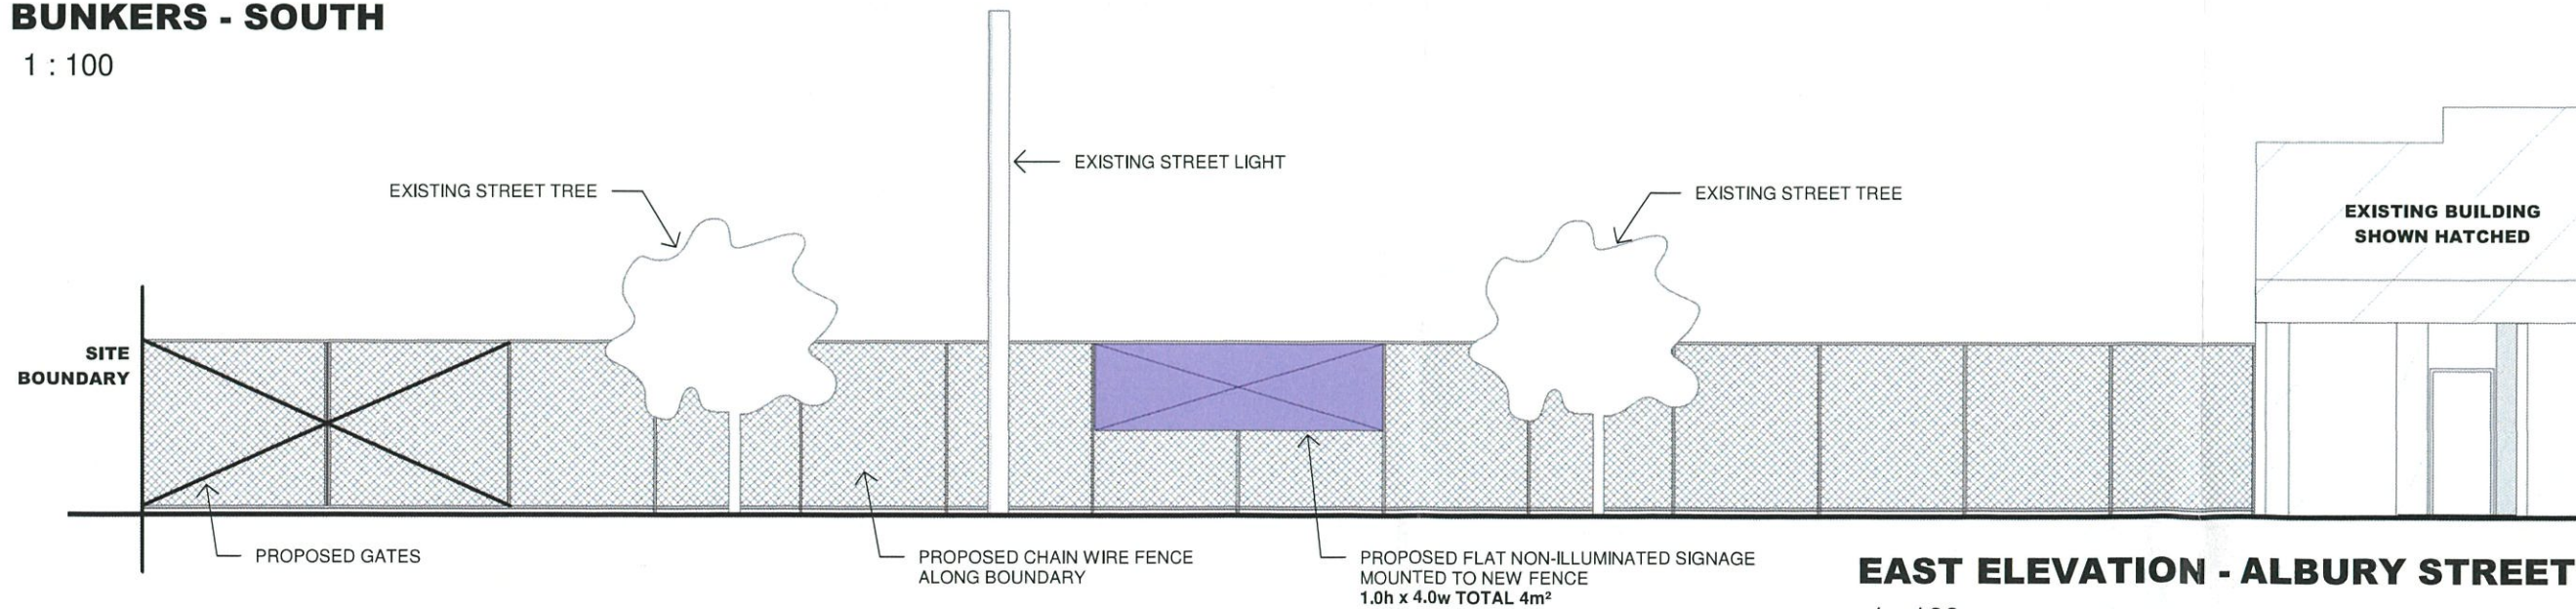 BUNKERS - SOUTH
1 : 100
EXISTING STREET LIGHT
EXISTING STREET TREE
EXISTING STREET TREE
EXISTING BUILDING
SHOWN HATCHED
SITE
BOUNDARY
PROPOSED GATES
PROPOSED CHAIN WIRE FENCE
ALONG BOUNDARY
PROPOSED FLAT NON-ILLUMINATED SIGNAGE
MOUNTED TO NEW FENCE
1.0h x 4.0w TOTAL 4m²
EAST ELEVATION - ALBURY STREET